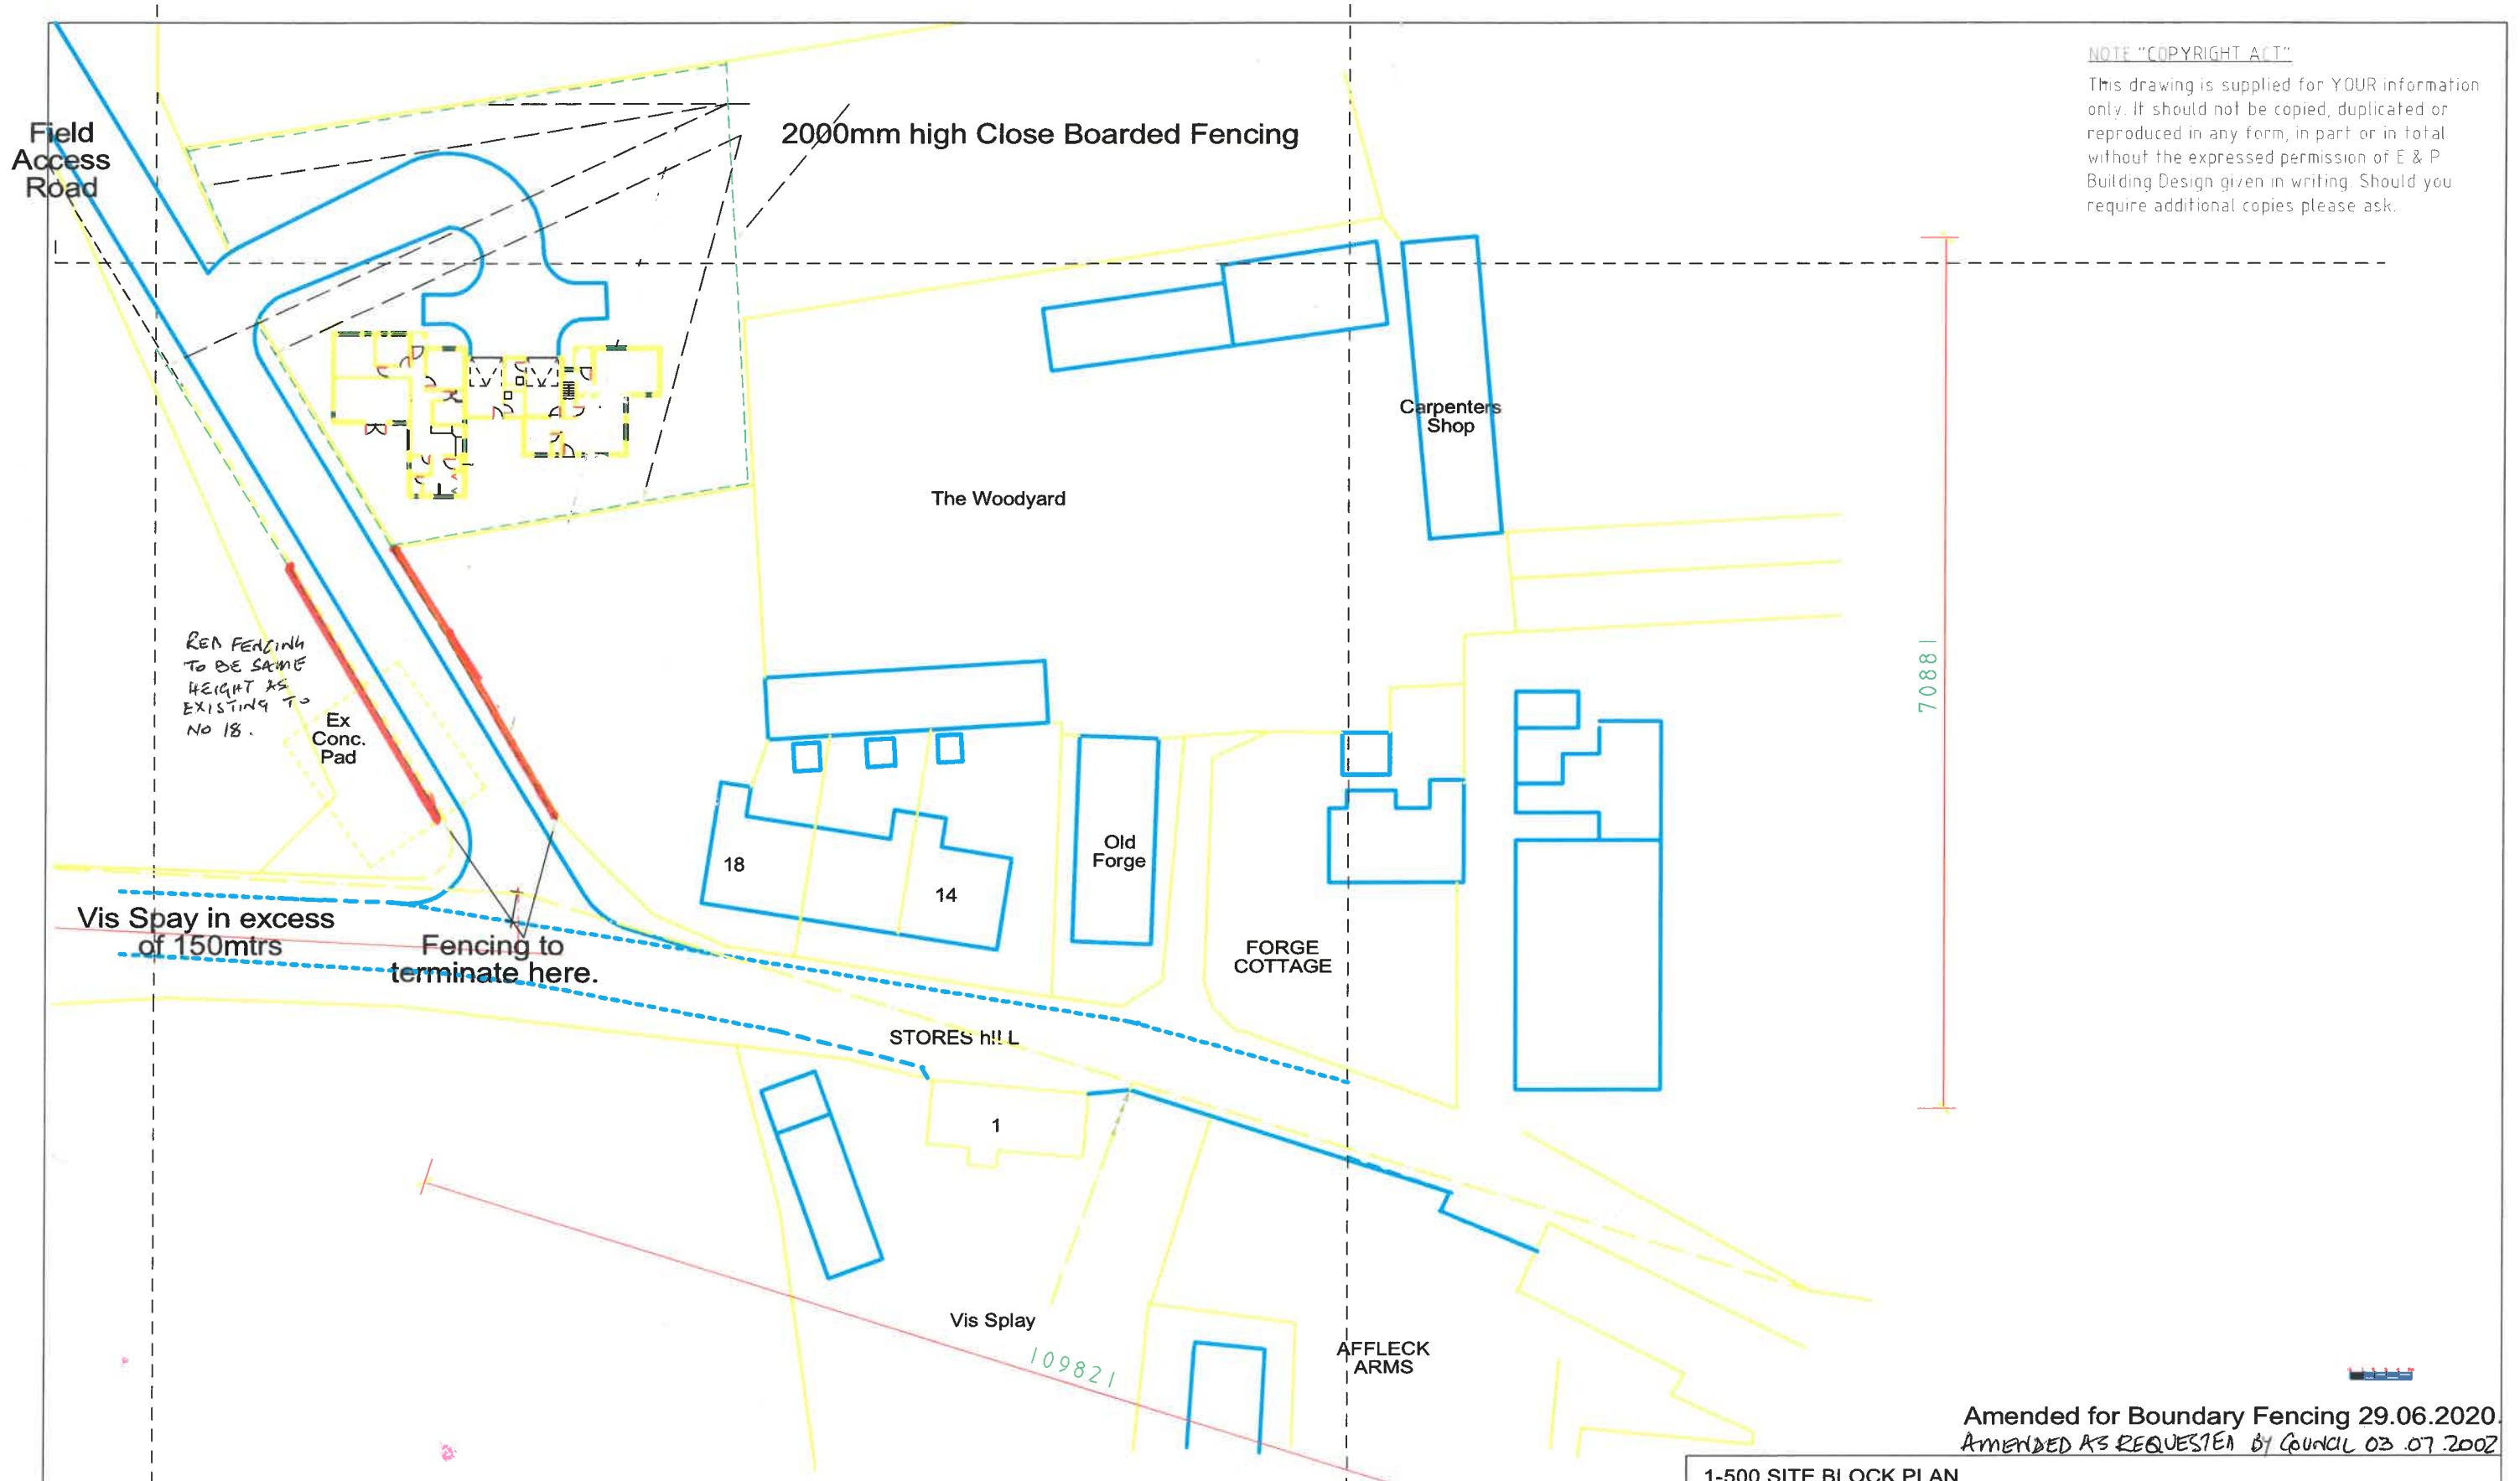 NOTE "COPYRIGHT ACT"
This drawing is supplied for YOUR information
only. It should not be copied, duplicated or
reproduced in any form, in part or in total
without the expressed permission of E & P
Building Design given in writing. Should you
require additional copies please ask.
Field
Access
Road
2000mm high Close Boarded Fencing
Carpenters
Shop
The Woodyard
RED FENCING
TO BE SAME
HEIGHT AS
EXISTING TO
NO 18.
Ex
Conc.
Pad
70881
18
14
Old
Forge
Vis Spay in excess
of 150mtrs
Fencing to
terminate here.
FORGE
COTTAGE
STORES hILL
1
Vis Splay
109821
AFFLECK
ARMS
Amended for Boundary Fencing 29.06.2020.
AMENDED AS REQUESTED BY COUNCIL 03.07.2002
1-500 SITE BLOCK PLAN